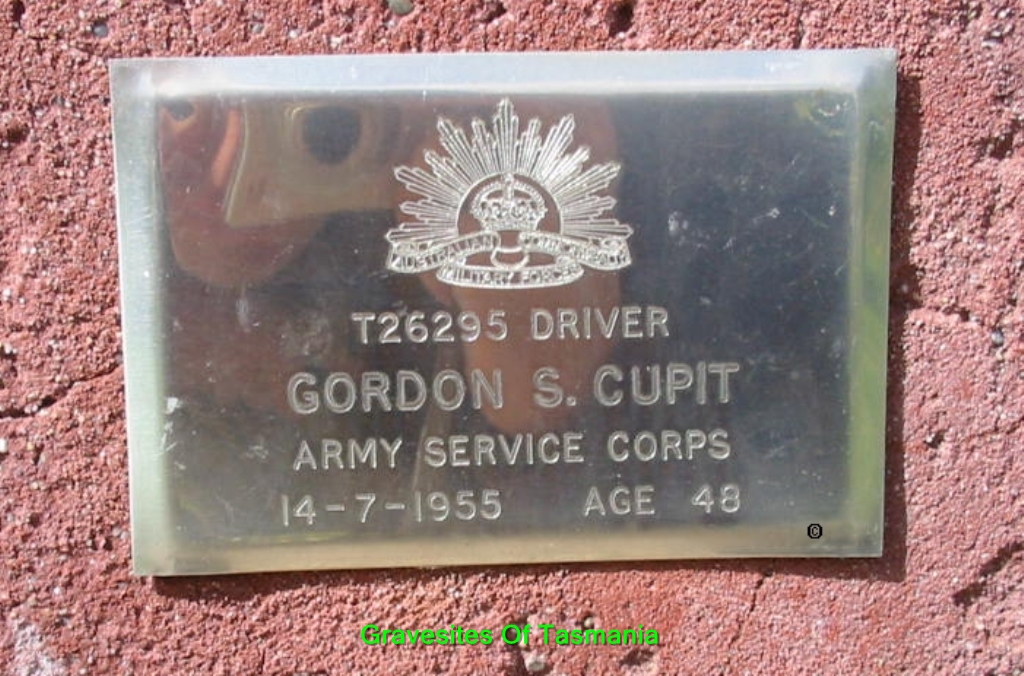 AUSTRALIAN COMMONWEALTH
MILITARY FORCES
T26295 DRIVER
GORDON S. CUPIT
ARMY SERVICE CORPS
14-7-1955 AGE 48
©
Gravesites Of Tasmania